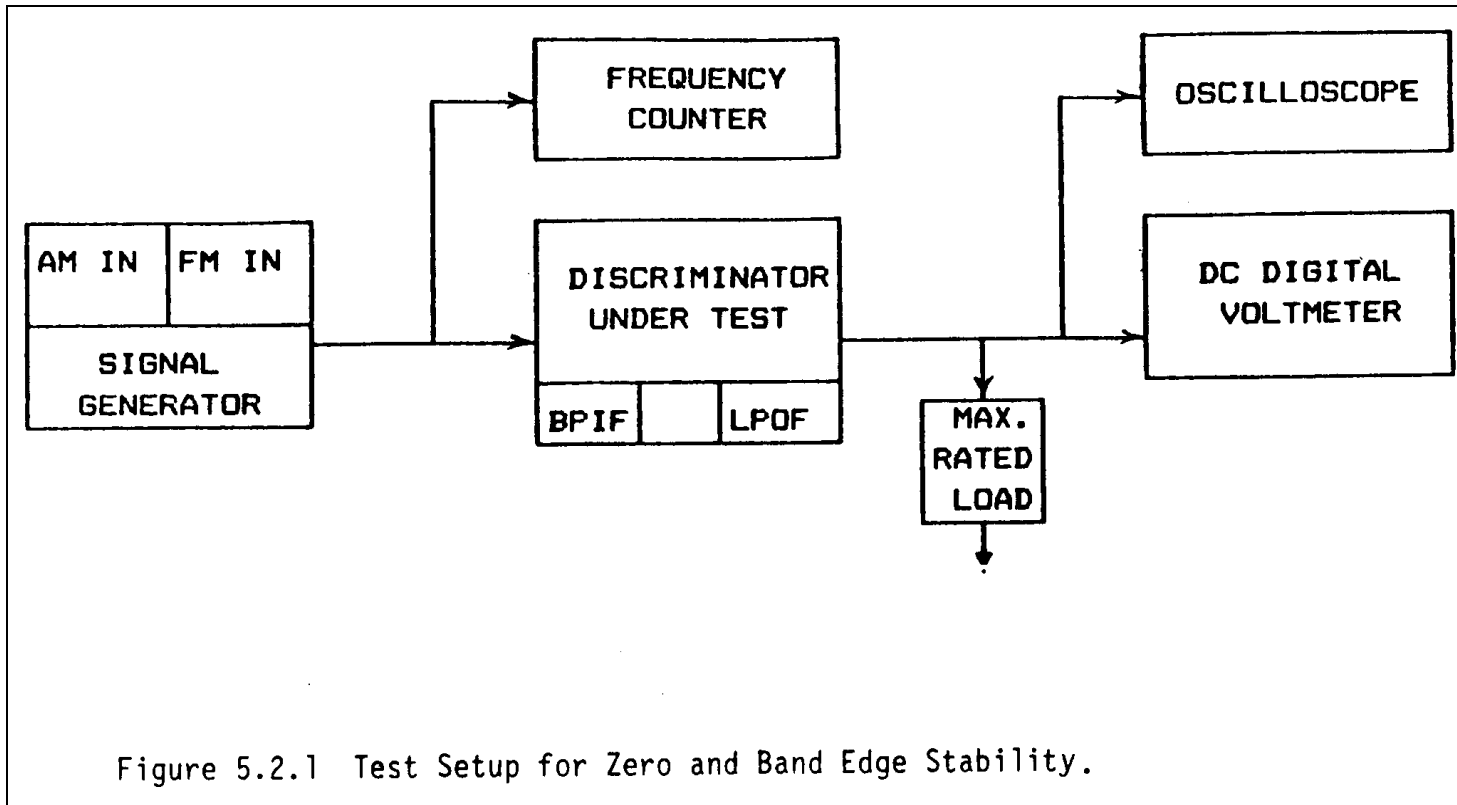 FREQUENCY
COUNTER
OSCILLOSCOPE
AM IN
FM IN
SIGNAL
GENERATOR
DISCRIMINATOR
UNDER TEST
BPIF
LPOF
DC DIGITAL
VOLTMETER
MAX.
RATED
LOAD
Figure 5.2.1 Test Setup for Zero and Band Edge Stability.